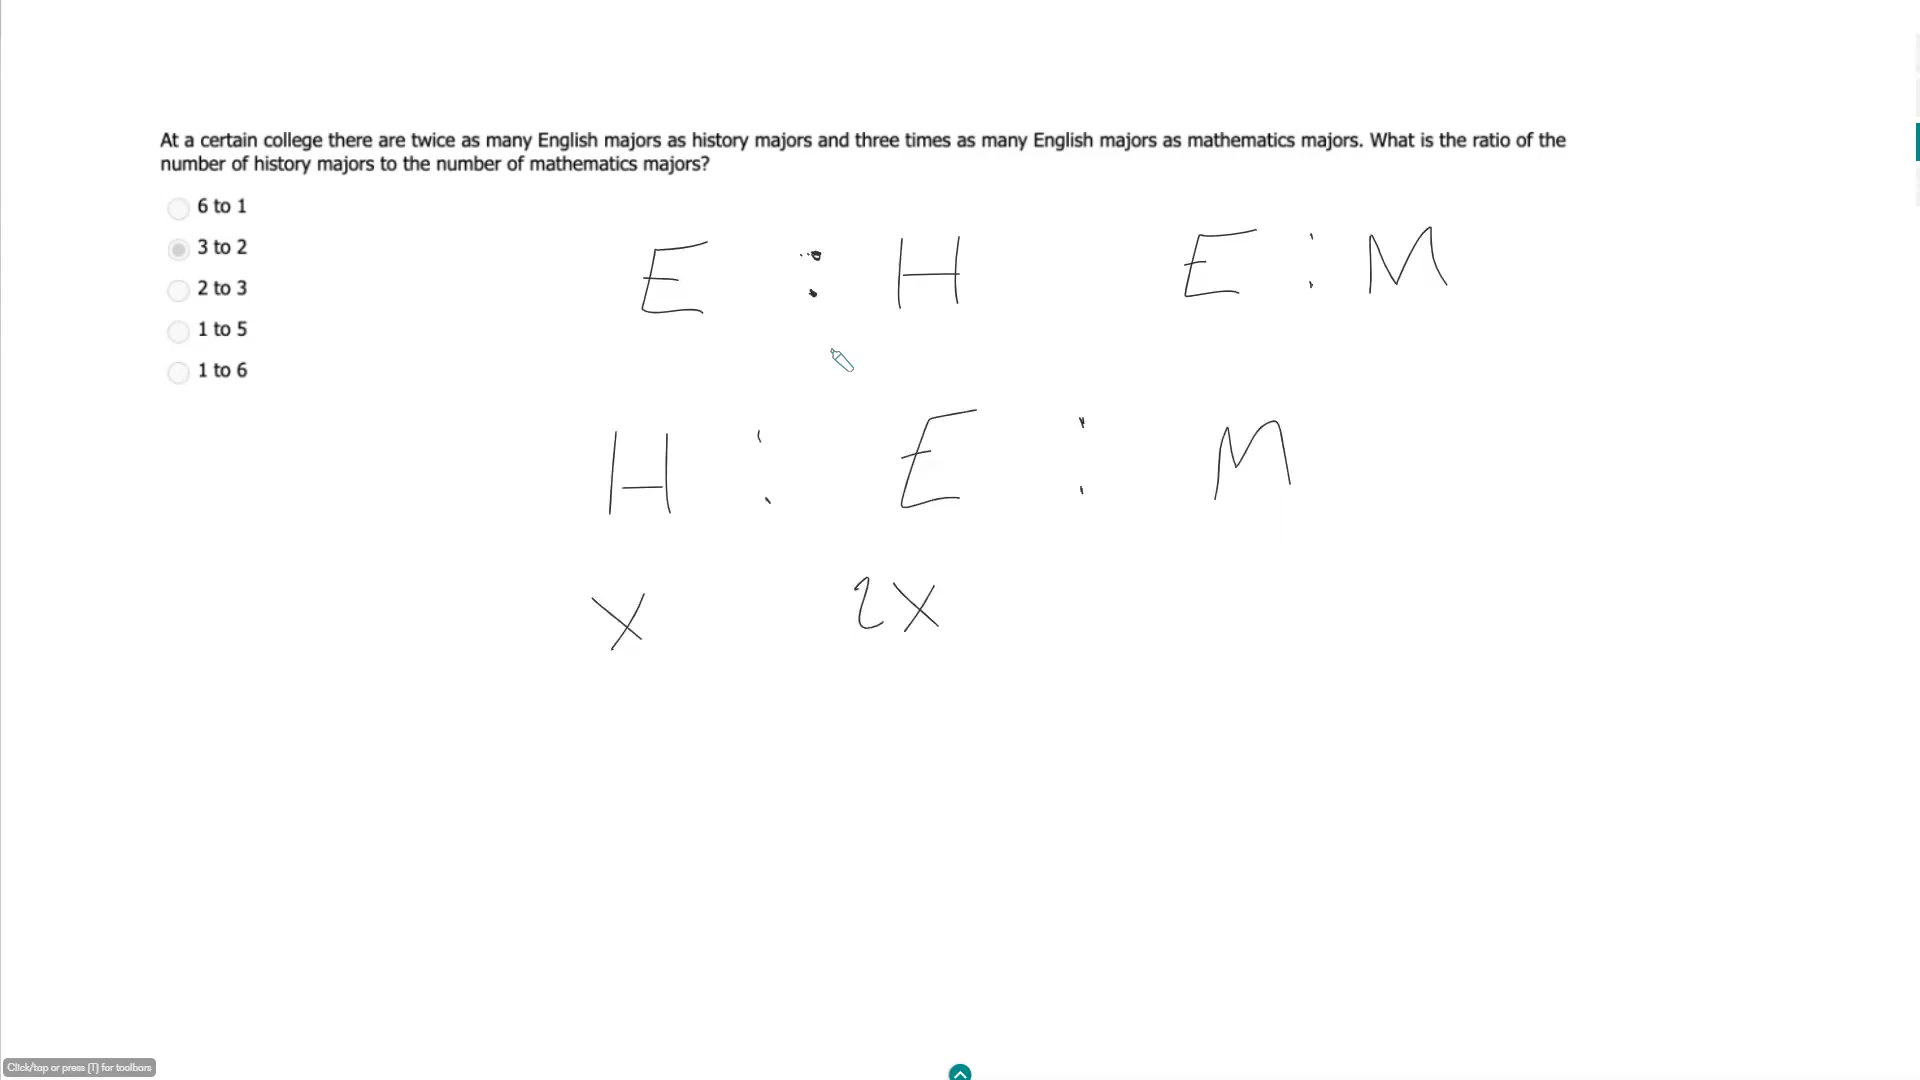 At a certain college there are twice as many English majors as history majors and three times as many English majors as mathematics majors. What is the ratio of the
number of history majors to the number of mathematics majors?
6 to 1
3 to 2
2 to 3
1 to 5
1 to 6
E : H E : M
H : E : M
X 2X
Click/tap or press [T] for toolbars